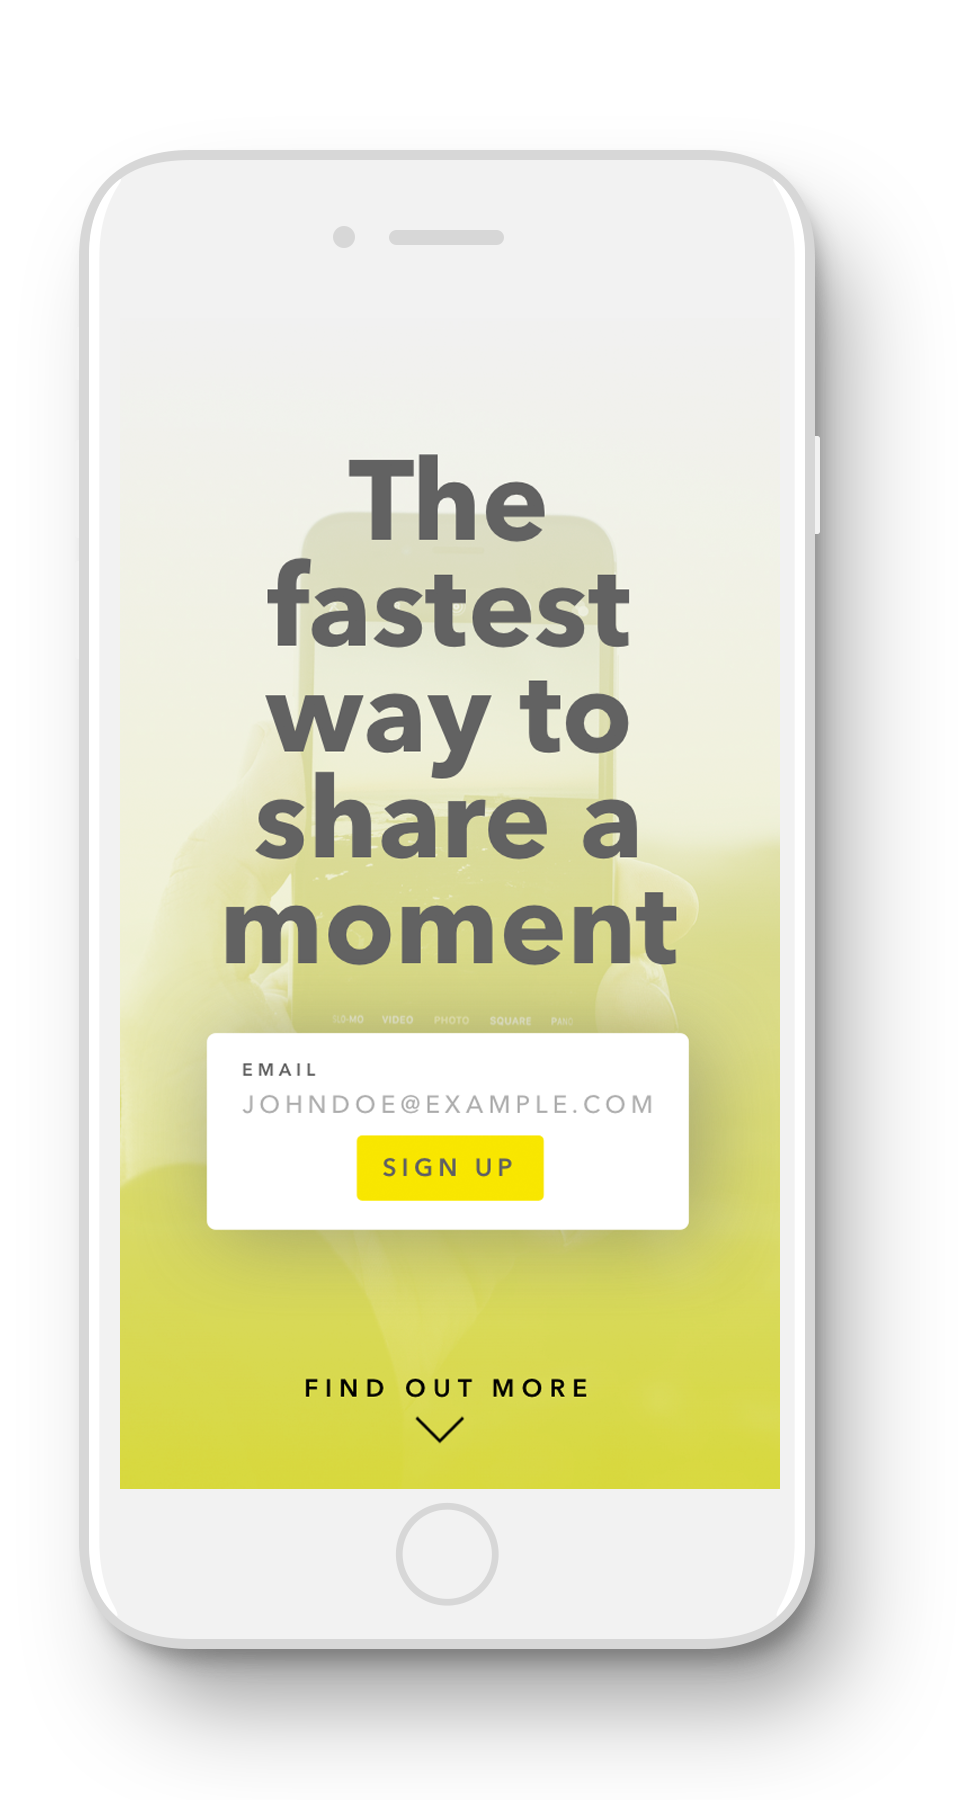 The
fastest
way to
share a
moment
SLO-MO VIDEO PHOTO SQUARE PANO
EMAIL
JOHNDOE@EXAMPLE.COM
SIGN UP
FIND OUT MORE